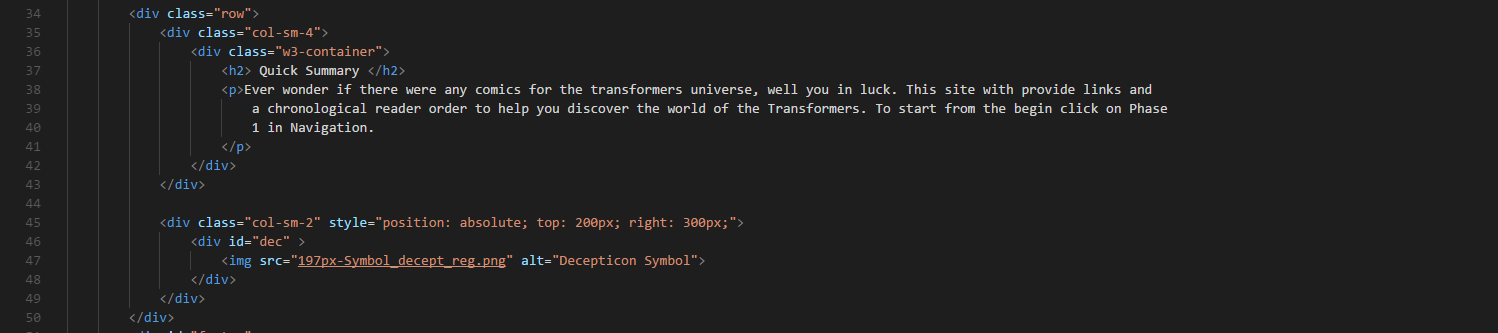 34 <div class="row">
35 <div class="col-sm-4">
36 <div class="w3-container">
37 <h2> Quick Summary </h2>
38 <p>Ever wonder if there were any comics for the transformers universe, well you in luck. This site with provide links and
39 a chronological reader order to help you discover the world of the Transformers. To start from the begin click on Phase
40 1 in Navigation.
41 </p>
42 </div>
43 </div>
44
45 <div class="col-sm-2" style="position: absolute; top: 200px; right: 300px;">
46 <div id="dec" >
47 <img src="197px-Symbol_decept_reg.png" alt="Decepticon Symbol">
48 </div>
49 </div>
50 </div>